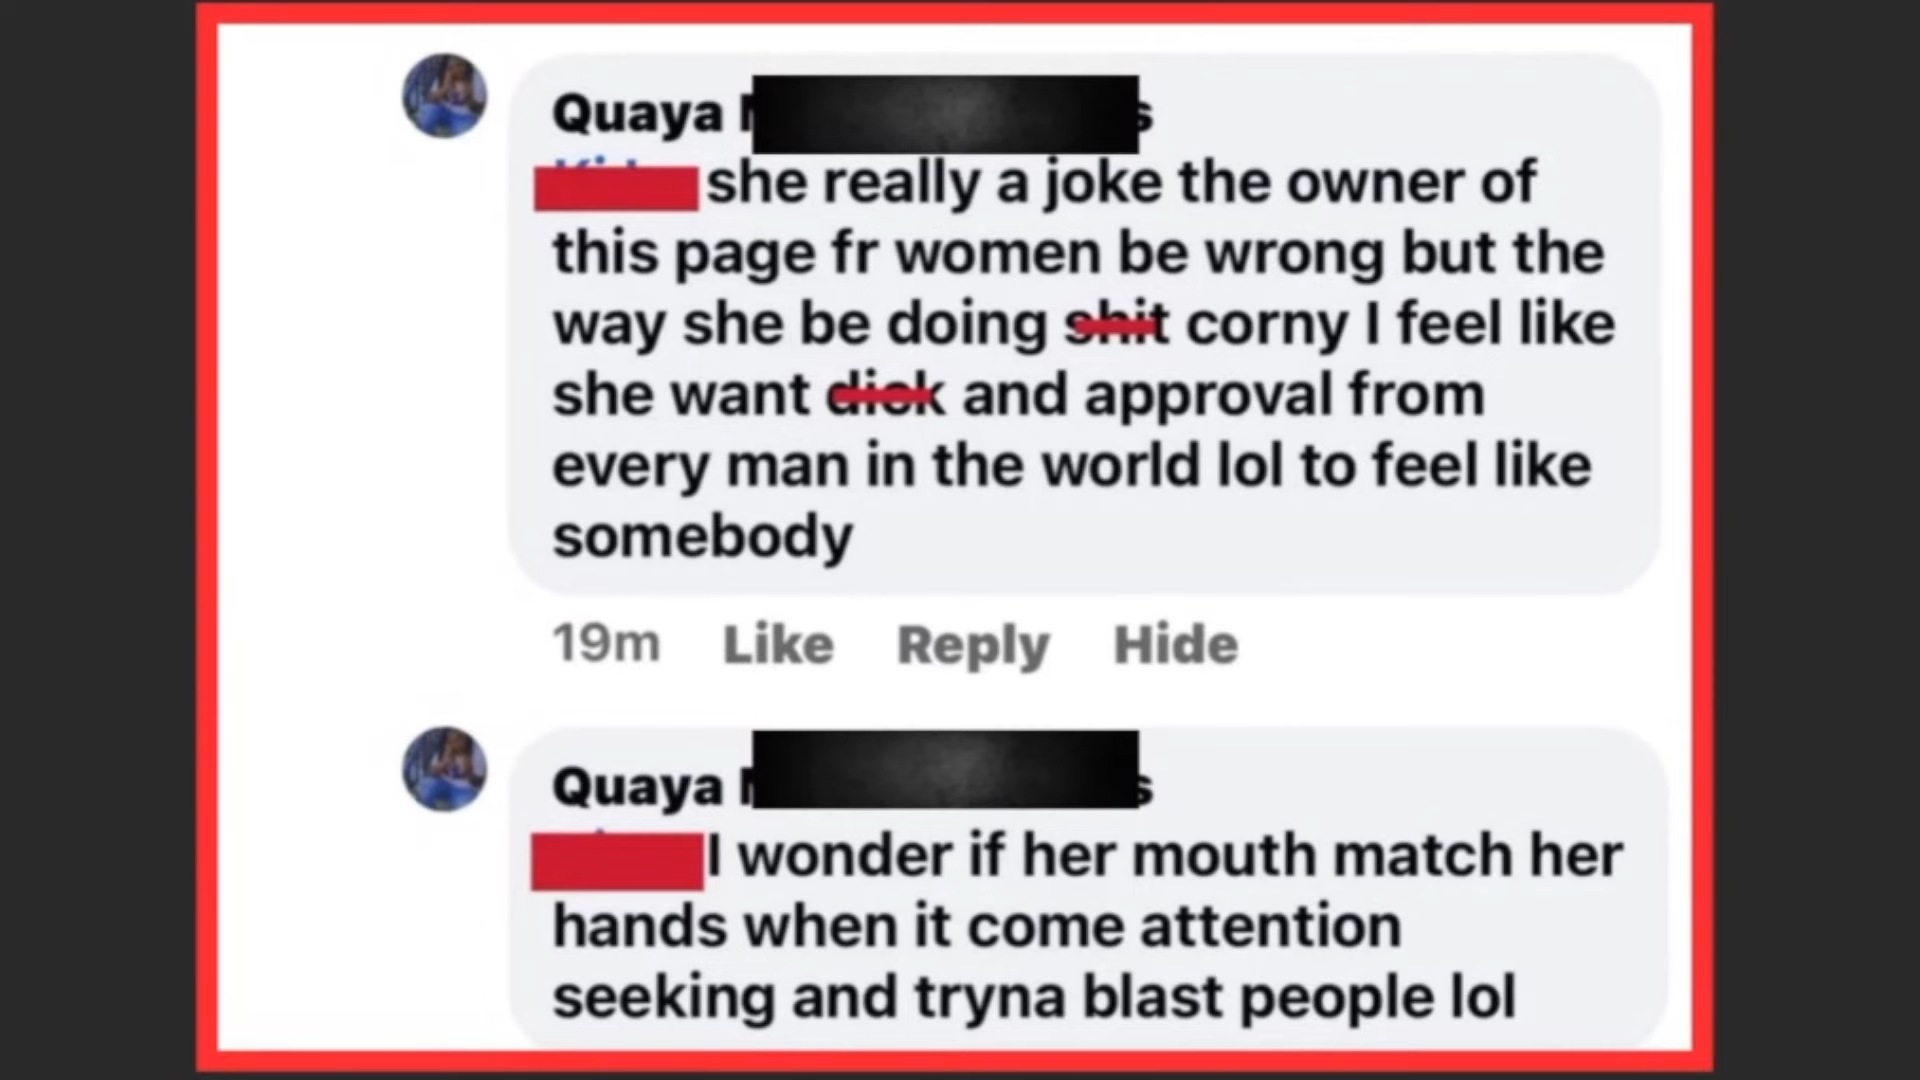 Quaya
she really a joke the owner of
this page fr women be wrong but the
way she be doing shit corny I feel like
she want dick and approval from
every man in the world lol to feel like
somebody
19m Like Reply Hide
Quaya
I wonder if her mouth match her
hands when it come attention
seeking and tryna blast people lol